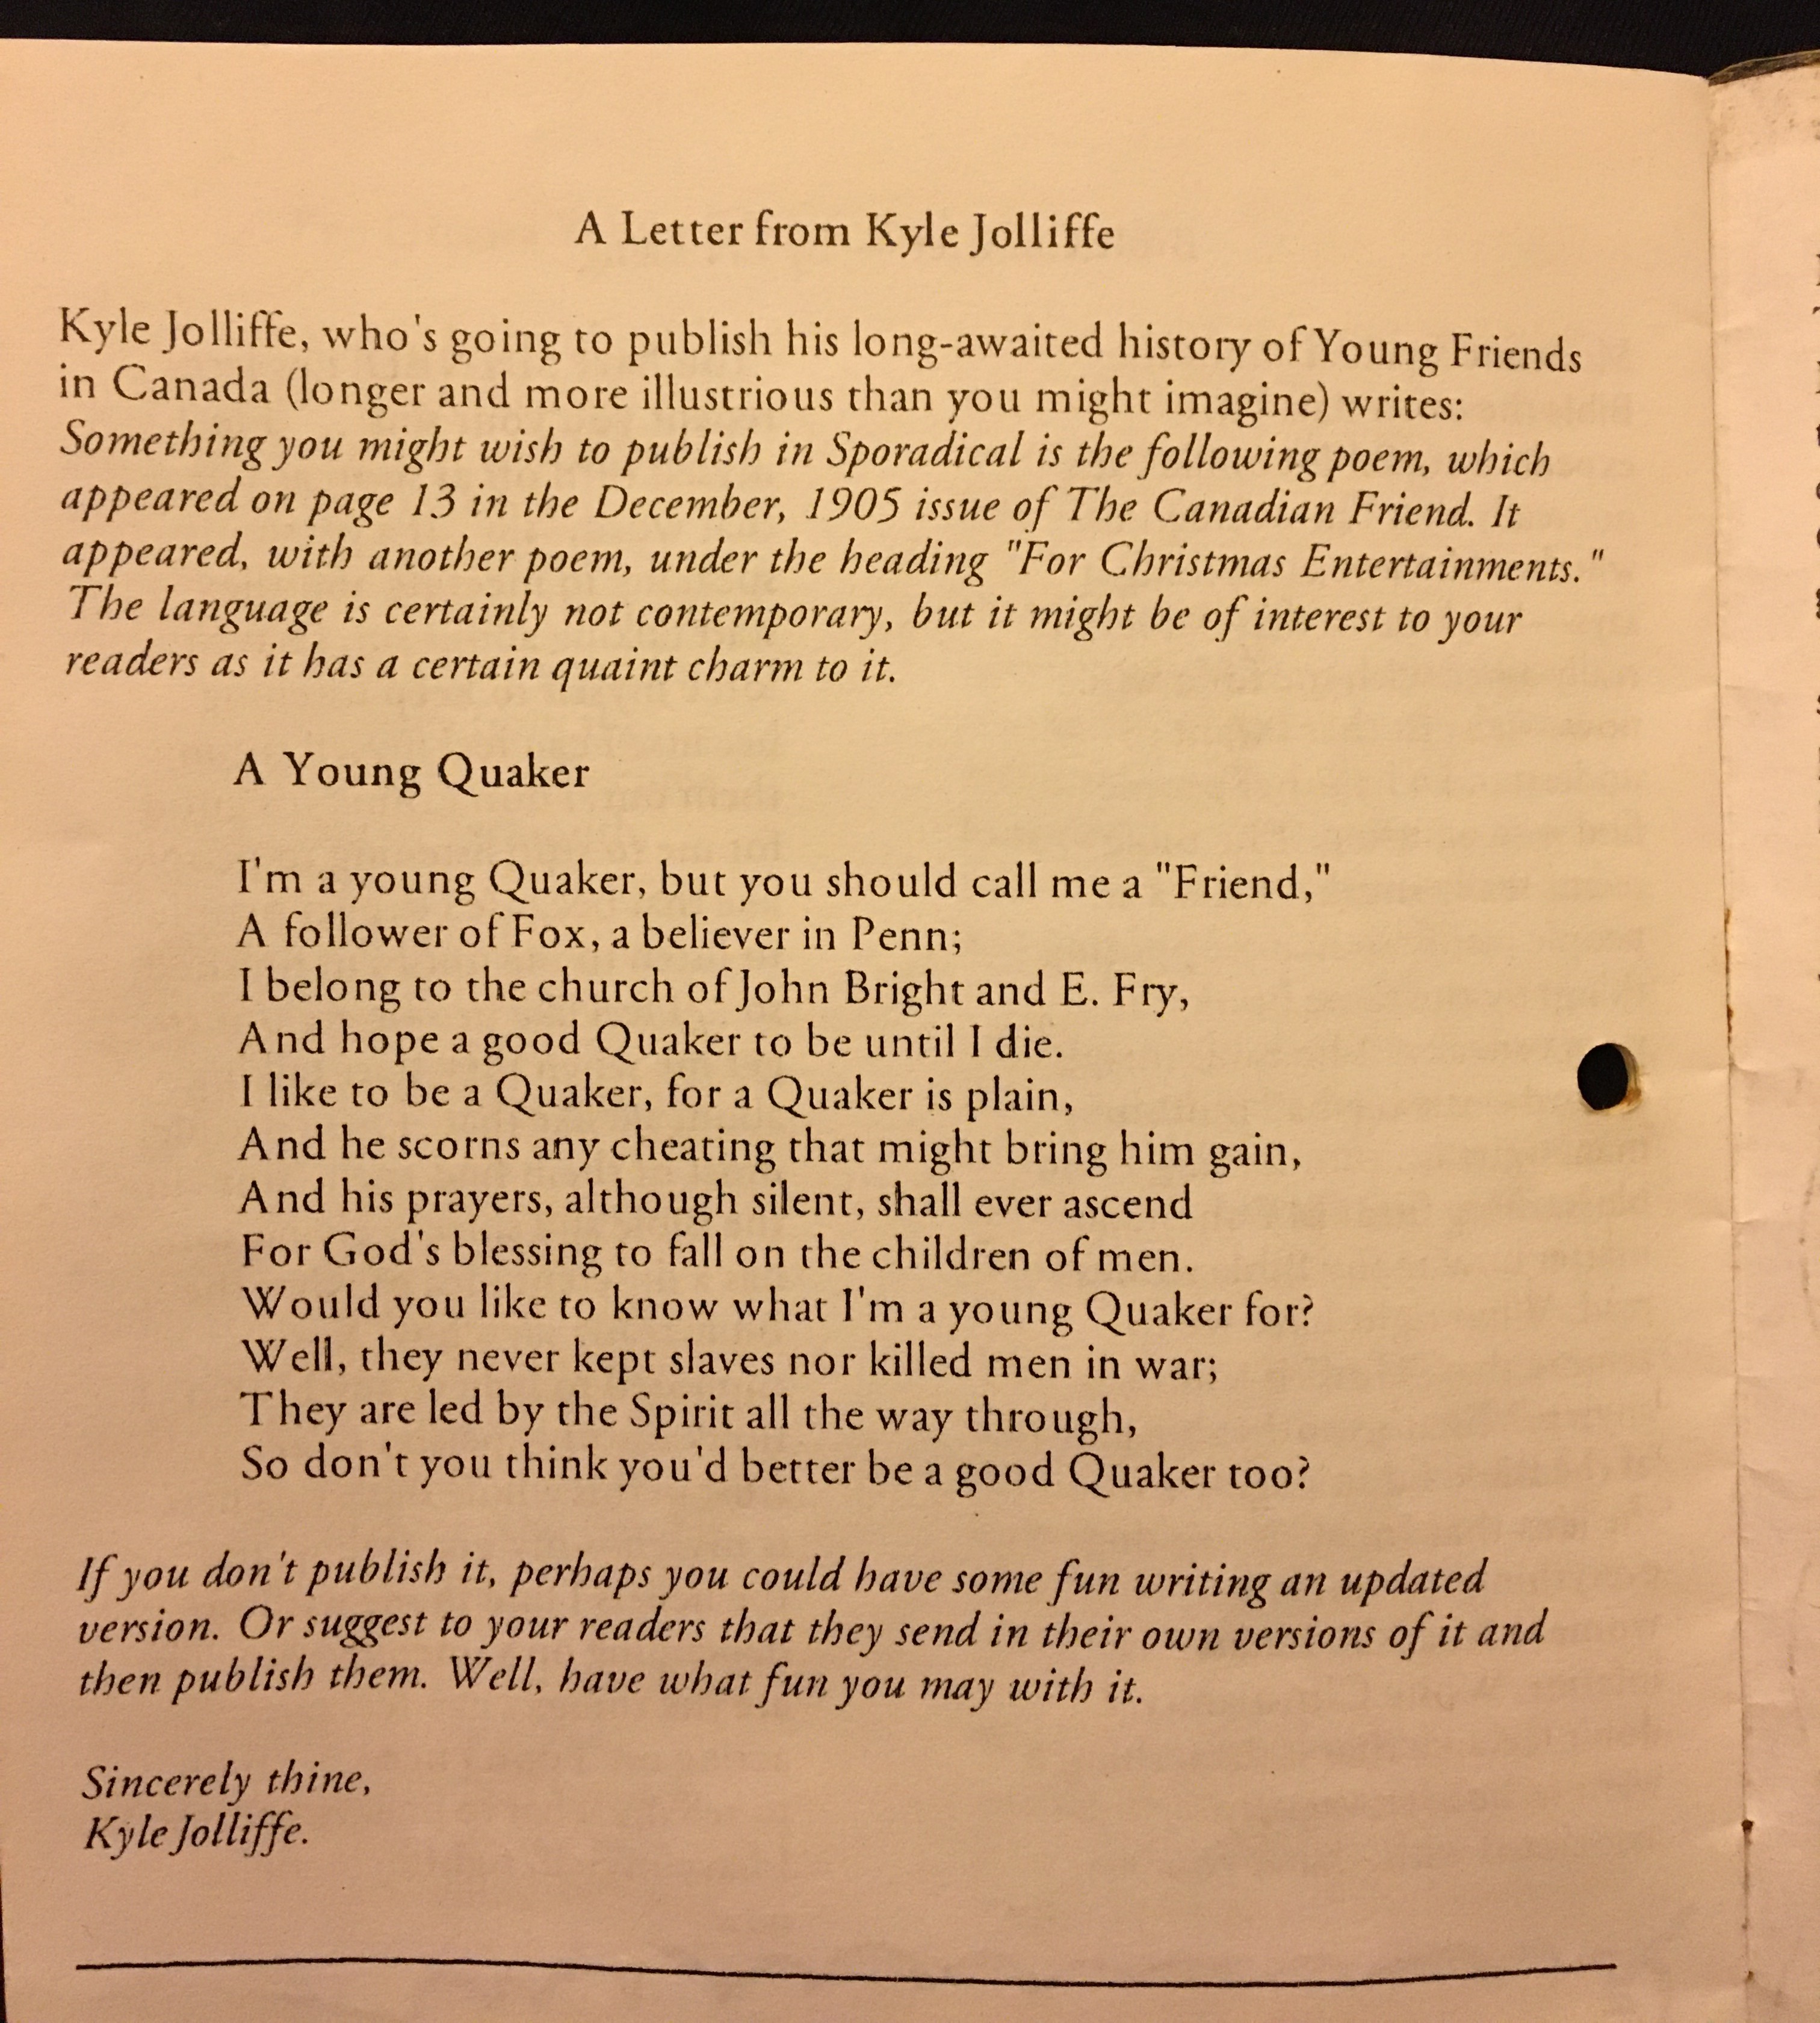 A Letter from Kyle Jolliffe
Kyle Jolliffe, who's going to publish his long-awaited history of Young Friends
in Canada (longer and more illustrious than you might imagine) writes:
Something you might wish to publish in Sporadical is the following poem, which
appeared on page 13 in the December, 1905 issue of The Canadian Friend. It
appeared, with another poem, under the heading "For Christmas Entertainments."
The language is certainly not contemporary, but it might be of interest to your
readers as it has a certain quaint charm to it.
A Young Quaker
I'm a young Quaker, but you should call me a "Friend,"
A follower of Fox, a believer in Penn;
I belong to the church of John Bright and E. Fry,
And hope a good Quaker to be until I die.
I like to be a Quaker, for a Quaker is plain,
And he scorns any cheating that might bring him gain,
And his prayers, although silent, shall ever ascend
For God's blessing to fall on the children of men.
Would you like to know what I'm a young Quaker for?
Well, they never kept slaves nor killed men in war;
They are led by the Spirit all the way through,
So don't you think you'd better be a good Quaker too?
If you don't publish it, perhaps you could have some fun writing an updated
version. Or suggest to your readers that they send in their own versions of it and
then publish them. Well, have what fun you may with it.
Sincerely thine,
Kyle Jolliffe.